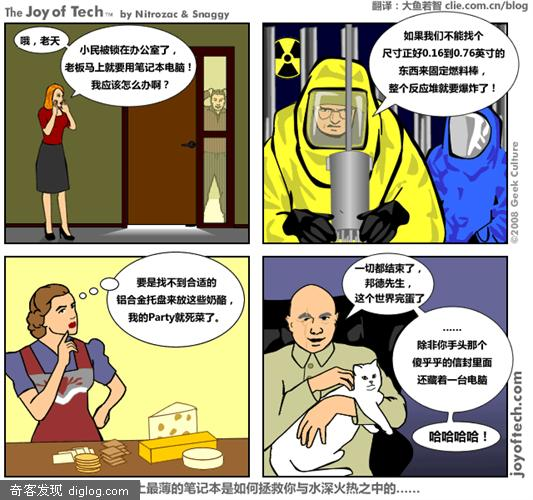 The Joy of Tech™ by Nitrozac & Snaggy
翻译：大鱼若智 clie.com.cn/blog
哦，老天
小民被锁在办公室了，
老板马上就要用笔记本电脑！
我应该怎么办啊？
如果我们不能找个
尺寸正好0.16到0.76英寸的
东西来固定燃料棒，
整个反应堆就要爆炸了！
©2008 Geek Culture
要是找不到合适的
铝合金托盘来放这些奶酪，
我的Party就死菜了。
一切都结束了，
邦德先生，
这个世界完蛋了
……
除非你手头那个
傻乎乎的信封里面
还藏着一台电脑
哈哈哈哈！
joyoftech.com
上最薄的笔记本是如何拯救你与水深火热之中的……
奇客发现 diglog.com